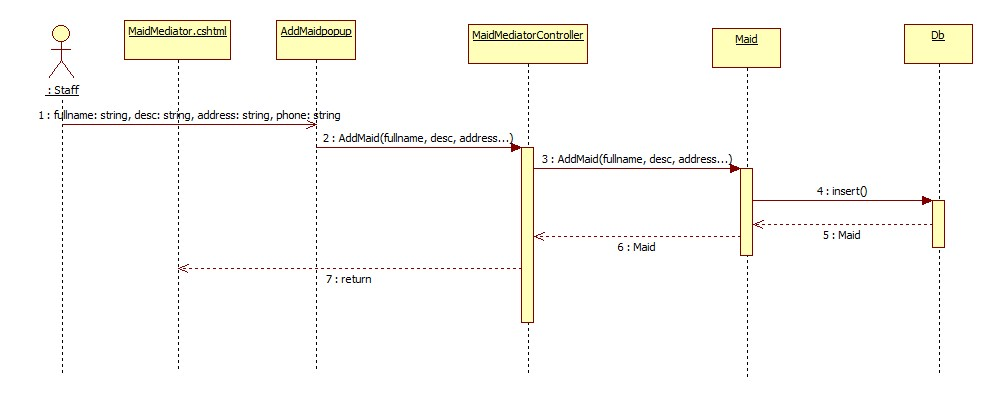 MaidMediator.cshtml
AddMaidpopup
MaidMediatorController
Maid
Db
: Staff
1 : fullname: string, desc: string, address: string, phone: string
2 : AddMaid(fullname, desc, address...)
3 : AddMaid(fullname, desc, address...)
4 : insert()
5 : Maid
6 : Maid
7 : return